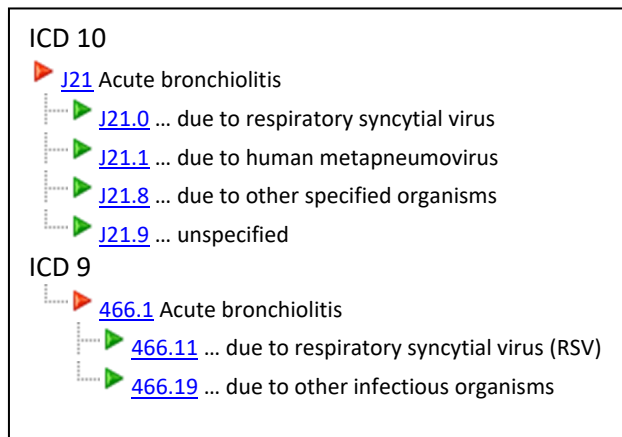 ICD 10
J21 Acute bronchiolitis
J21.0 ... due to respiratory syncytial virus
J21.1 ... due to human metapneumovirus
J21.8 ... due to other specified organisms
J21.9 ... unspecified
ICD 9
466.1 Acute bronchiolitis
466.11 ... due to respiratory syncytial virus (RSV)
466.19 ... due to other infectious organisms